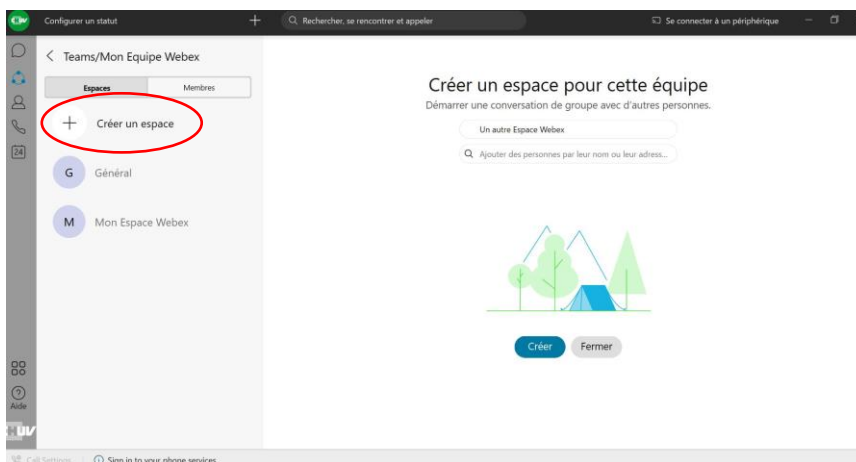 Configurer un statut
Rechercher, se rencontrer et appeler
Se connecter à un périphérique
Teams/Mon Equipe Webex
Espaces
Membres
Créer un espace
G
Général
M
Mon Espace Webex
24
Aide
Créer un espace pour cette équipe
Démarrer une conversation de groupe avec d'autres personnes.
Un autre Espace Webex
Ajouter des personnes par leur nom ou leur adress...
Créer
Fermer
Call Settings
Sign in to your phone services